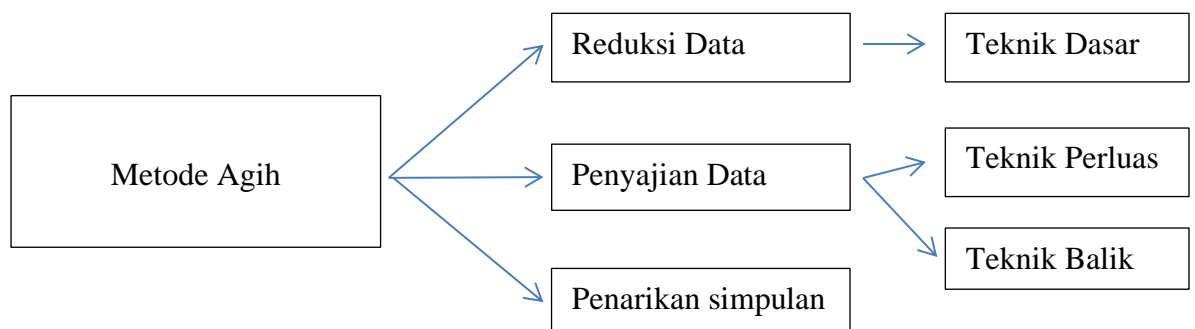 Reduksi Data
Teknik Dasar
Metode Agih
Penyajian Data
Teknik Perluas
Teknik Balik
Penarikan simpulan